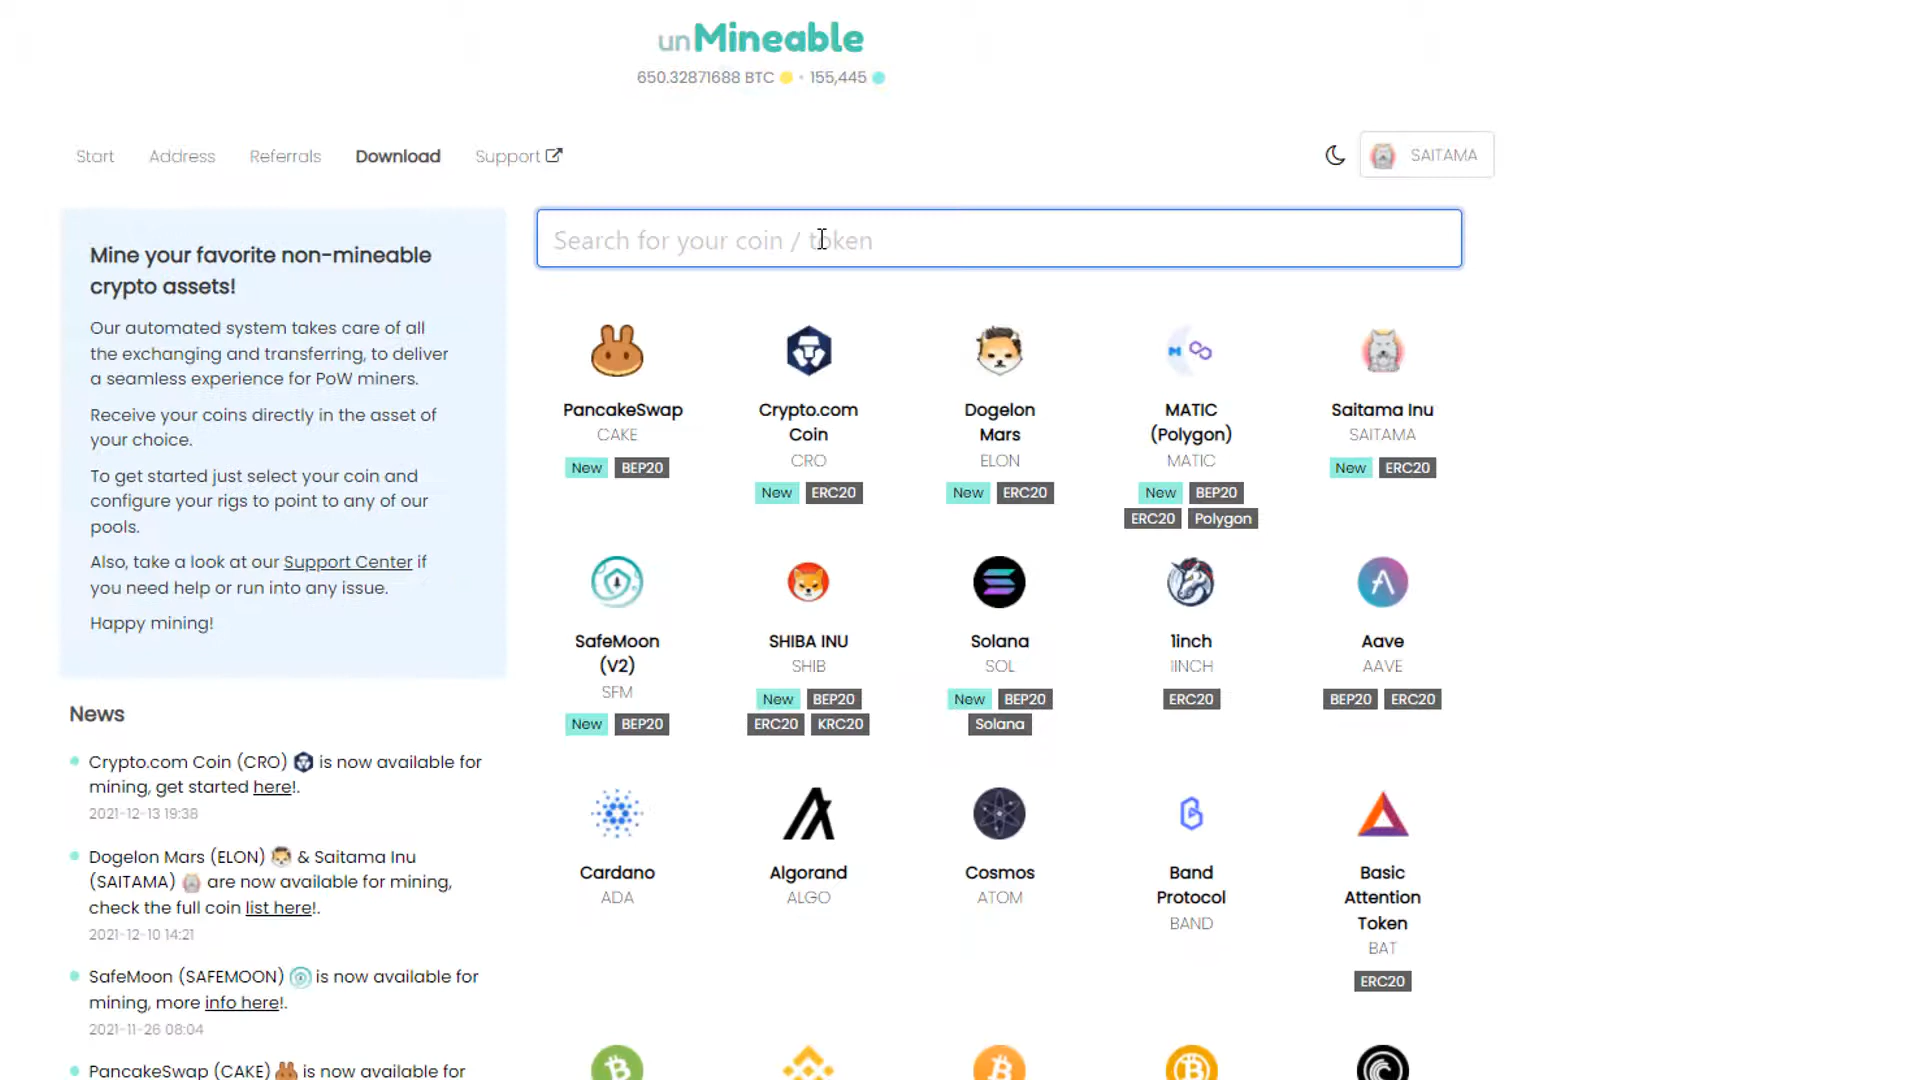 unMineable
650.32871688 BTC • 155,445
Start Address Referrals Download Support
SAITAMA
Search for your coin / token
Mine your favorite non-mineable
crypto assets!
Our automated system takes care of all
the exchanging and transferring, to deliver
a seamless experience for PoW miners.
Receive your coins directly in the asset of
your choice.
To get started just select your coin and
configure your rigs to point to any of our
pools.
Also, take a look at our Support Center if
you need help or run into any issue.
Happy mining!
News
Crypto.com Coin (CRO) is now available for
mining, get started here!.
2021-12-13 19:38
Dogelon Mars (ELON) & Saitama Inu
(SAITAMA) are now available for mining,
check the full coin list here!.
2021-12-10 14:21
SafeMoon (SAFEMOON) is now available for
mining, more info here!.
2021-11-26 08:04
PancakeSwap (CAKE) is now available for
PancakeSwap
CAKE
New BEP20
Crypto.com
Coin
CRO
New ERC20
Dogelon
Mars
ELON
New ERC20
MATIC
(Polygon)
MATIC
New BEP20
ERC20 Polygon
Saitama Inu
SAITAMA
New ERC20
SafeMoon
(V2)
SFM
New BEP20
SHIBA INU
SHIB
New BEP20
ERC20 KRC20
Solana
SOL
New BEP20
Solana
1inch
1INCH
ERC20
Aave
AAVE
BEP20 ERC20
Cardano
ADA
Algorand
ALGO
Cosmos
ATOM
Band
Protocol
BAND
Basic
Attention
Token
BAT
ERC20